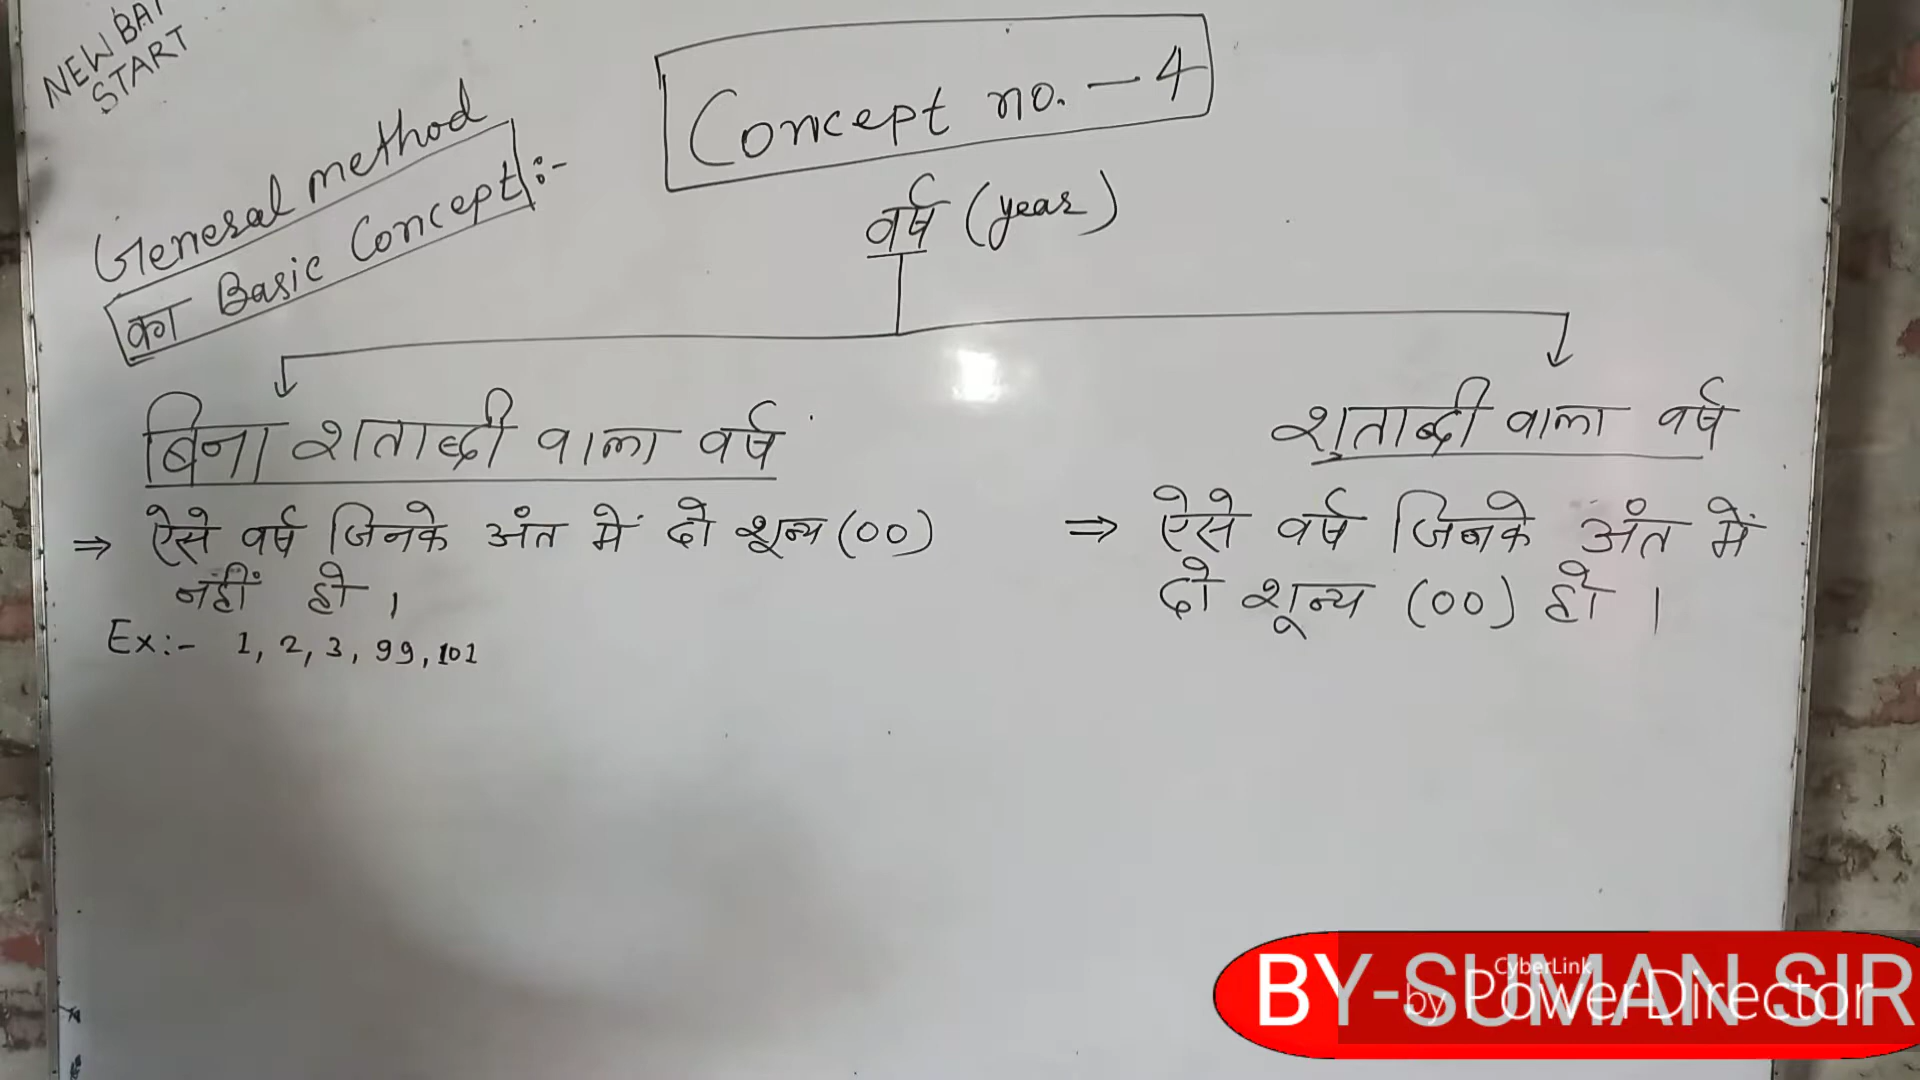 NEW BAT
START
General method
का Basic Concept :-
Concept no. - 4
वर्ष (year)
बिना शताब्दी वाला वर्ष
⇒ ऐसे वर्ष जिनके अंत में दो शून्य (00)
नहीं हो ।
Ex:- 1, 2, 3, 99, 101
शताब्दी वाला वर्ष
⇒ ऐसे वर्ष जिनके अंत में
दो शून्य (00) हो ।
BY-SUMAN SIR
CyberLink
by PowerDirector